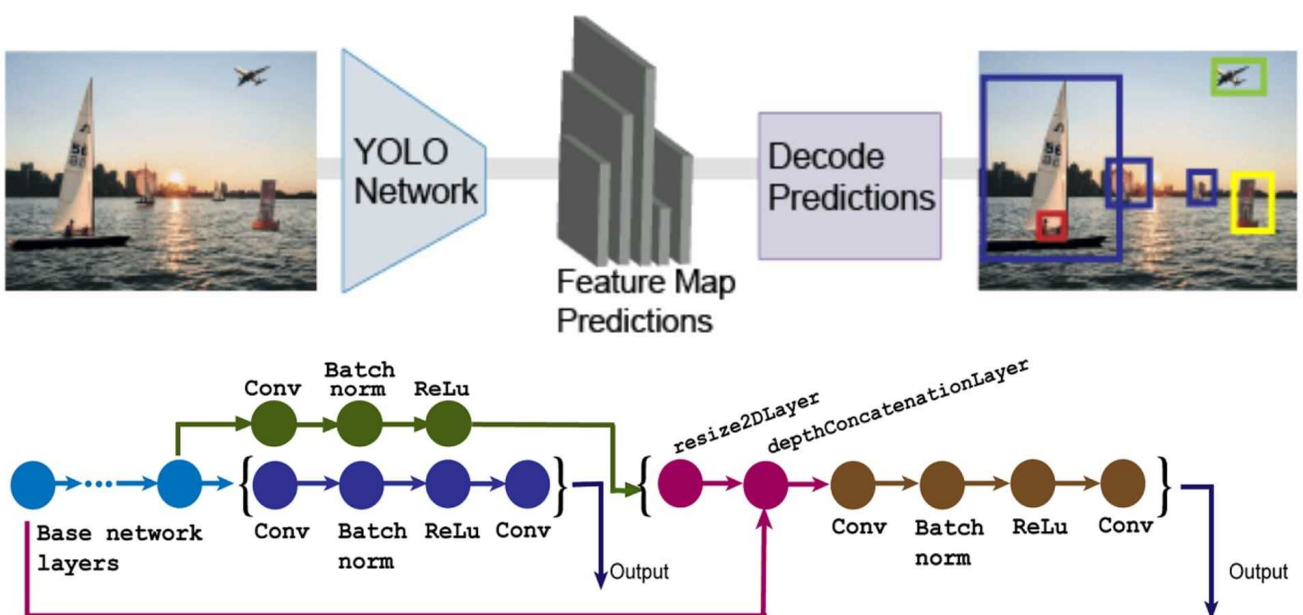 YOLO
Network
Feature Map
Predictions
Decode
Predictions
56
Conv
Batch
norm
ReLu
resize2DLayer
depthConcatenationLayer
Base network
layers
Conv
Batch
norm
ReLu
Conv
Output
Conv
Batch
norm
ReLu
Conv
Output